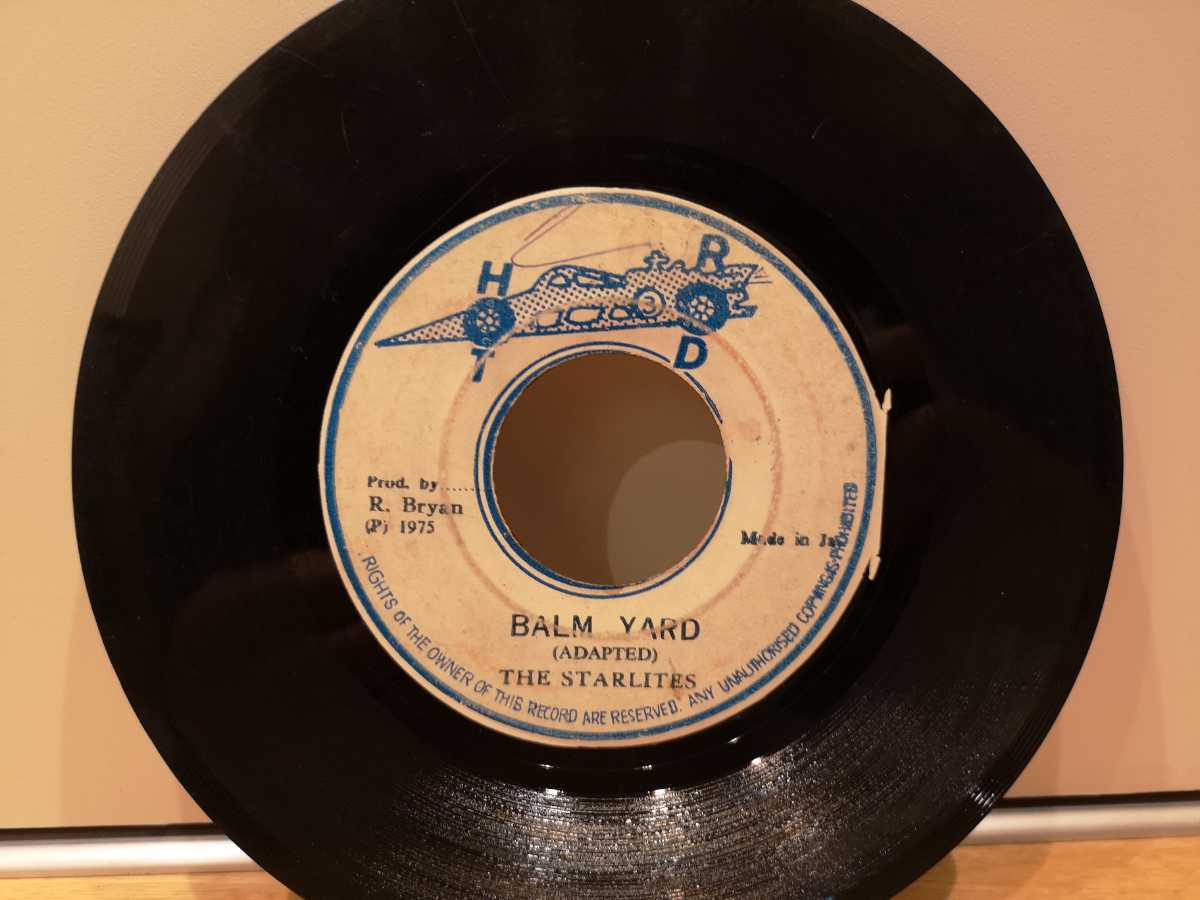 H R
3
T D
Prod. by........
R. Bryan
(P) 1975
Made in Ja
BALM YARD
(ADAPTED)
THE STARLITES
RIGHTS OF THE OWNER OF THIS RECORD ARE RESERVED. ANY UNAUTHORISED COPYINGS PROHIBITED